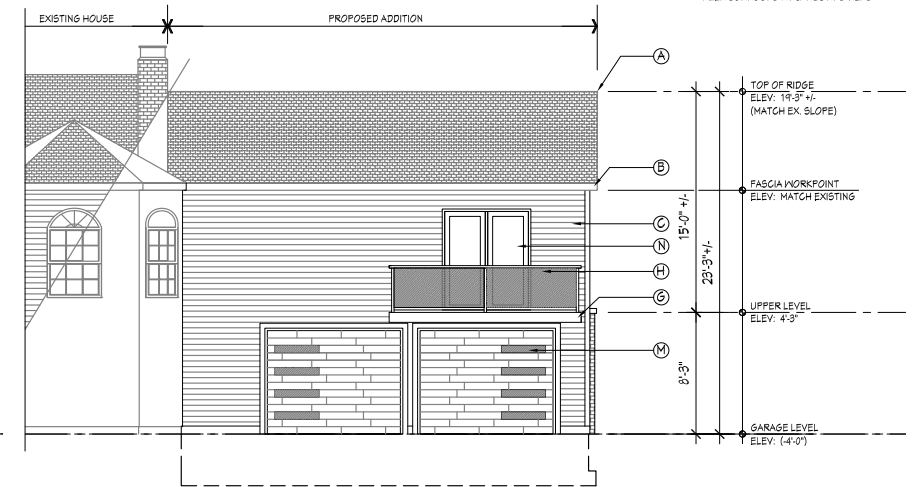 EXISTING HOUSE
PROPOSED ADDITION
A
TOP OF RIDGE
ELEV: 19'-3" +/-
(MATCH EX. SLOPE)
B
FASCIA WORKPOINT
ELEV: MATCH EXISTING
C
15'-0" +/-
N
23'-3"+/-
H
G
UPPER LEVEL
ELEV: 4'-3"
M
8'-3"
GARAGE LEVEL
ELEV: (-4'-0")